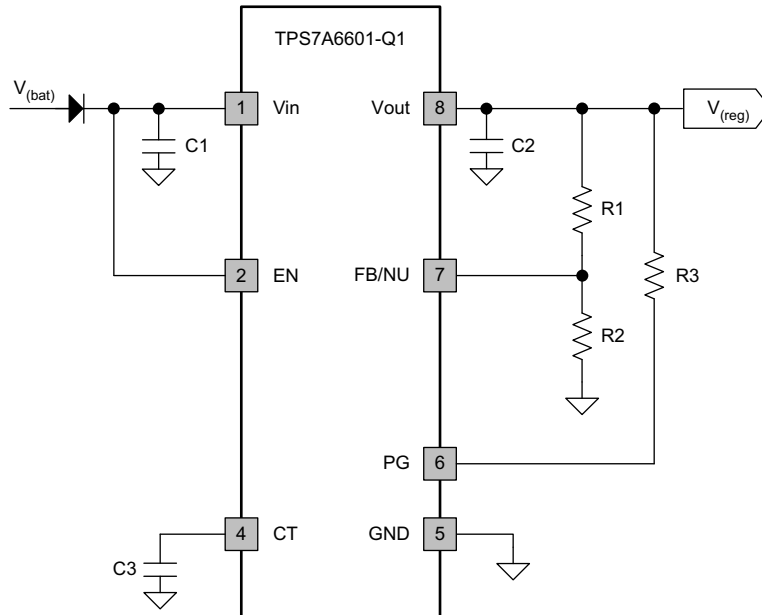 TPS7A6601-Q1
V(bat)
1
Vin
Vout
8
V(reg)
C1
C2
R1
2
EN
FB/NU
7
R3
R2
PG
6
4
CT
GND
5
C3